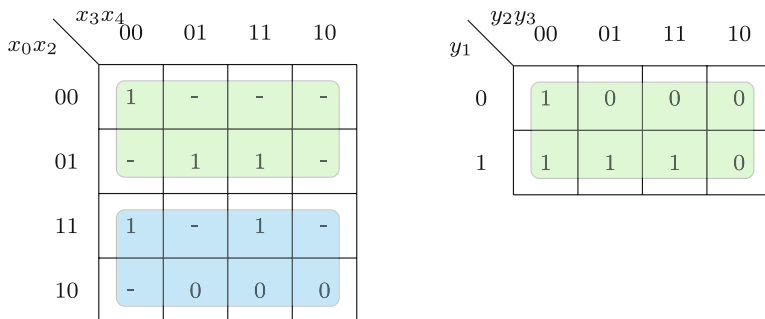 x₃x₄
x₀x₂
00 01 11 10
00 1 - - -
01 - 1 1 -
11 1 - 1 -
10 - 0 0 0
y₂y₃
y₁
00 01 11 10
0 1 0 0 0
1 1 1 1 0